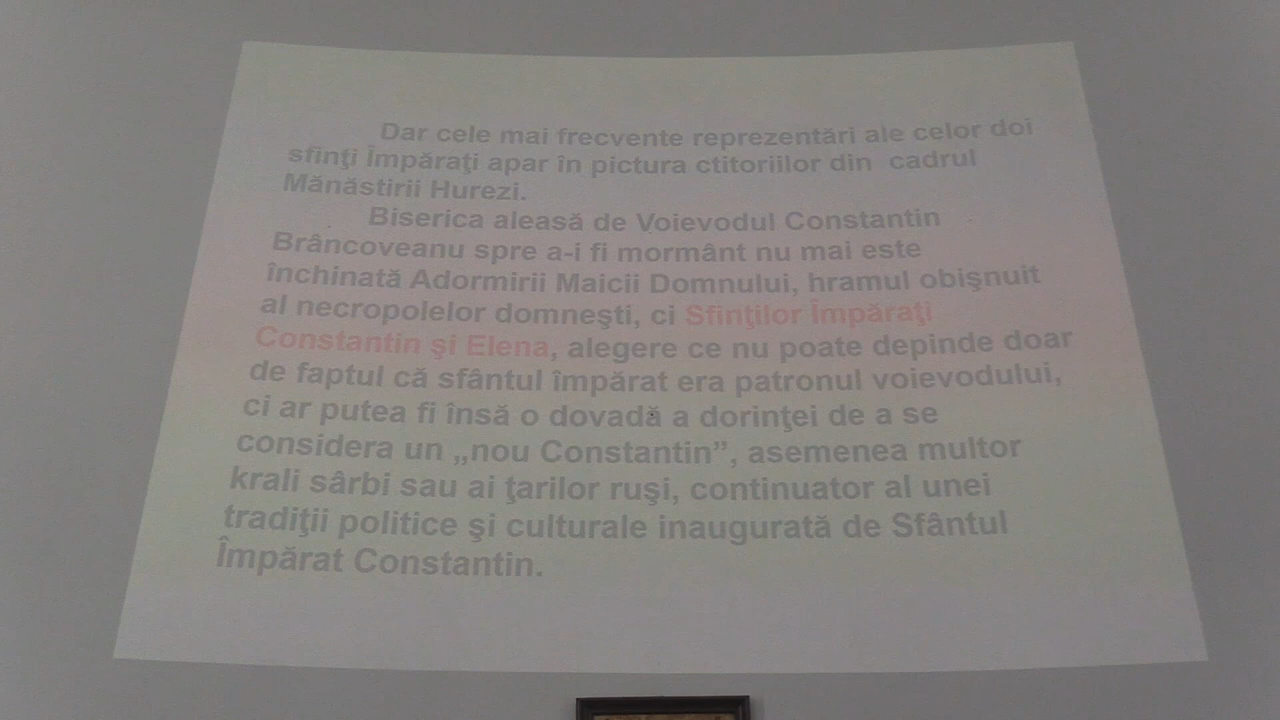 Dar cele mai frecvente reprezentări ale celor doi
sfinţi Împăraţi apar în pictura ctitoriilor din cadrul
Mănăstirii Hurezi.
Biserica aleasă de Voievodul Constantin
Brâncoveanu spre a-i fi mormânt nu mai este
închinată Adormirii Maicii Domnului, hramul obişnuit
al necropolelor domneşti, ci Sfinţilor Împăraţi
Constantin şi Elena, alegere ce nu poate depinde doar
de faptul că sfântul împărat era patronul voievodului,
ci ar putea fi însă o dovadă a dorinţei de a se
considera un „nou Constantin”, asemenea multor
krali sârbi sau ai ţarilor ruşi, continuator al unei
tradiţii politice şi culturale inaugurată de Sfântul
Împărat Constantin.